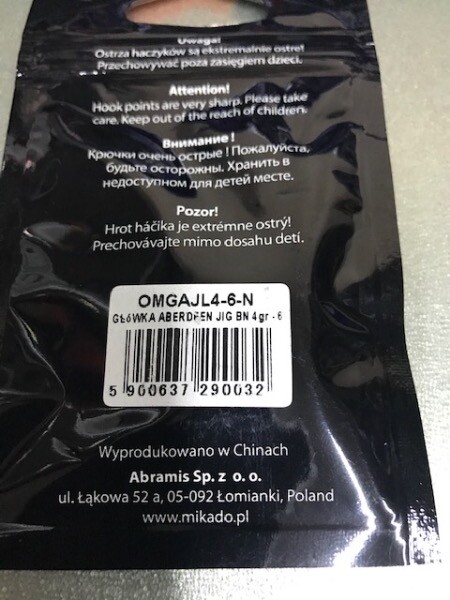 Uwaga!
Ostrza haczyków są ekstremalnie ostre!
Przechowywać poza zasięgiem dzieci.
Attention!
Hook points are very sharp. Please take
care. Keep out of the reach of children.
Внимание !
Крючки очень острые ! Пожалуйста,
будьте осторожны. Хранить в
недоступном для детей месте.
Pozor!
Hrot háčika je extrémne ostrý!
Prechovávajte mimo dosahu detí.
OMGAJL4-6-N
GŁÓWKA ABERDEEN JIG BN 4gr - 6
5 900637 290032
Wyprodukowano w Chinach
Abramis Sp. z o. o.
ul. Łąkowa 52 a, 05-092 Łomianki, Poland
www.mikado.pl